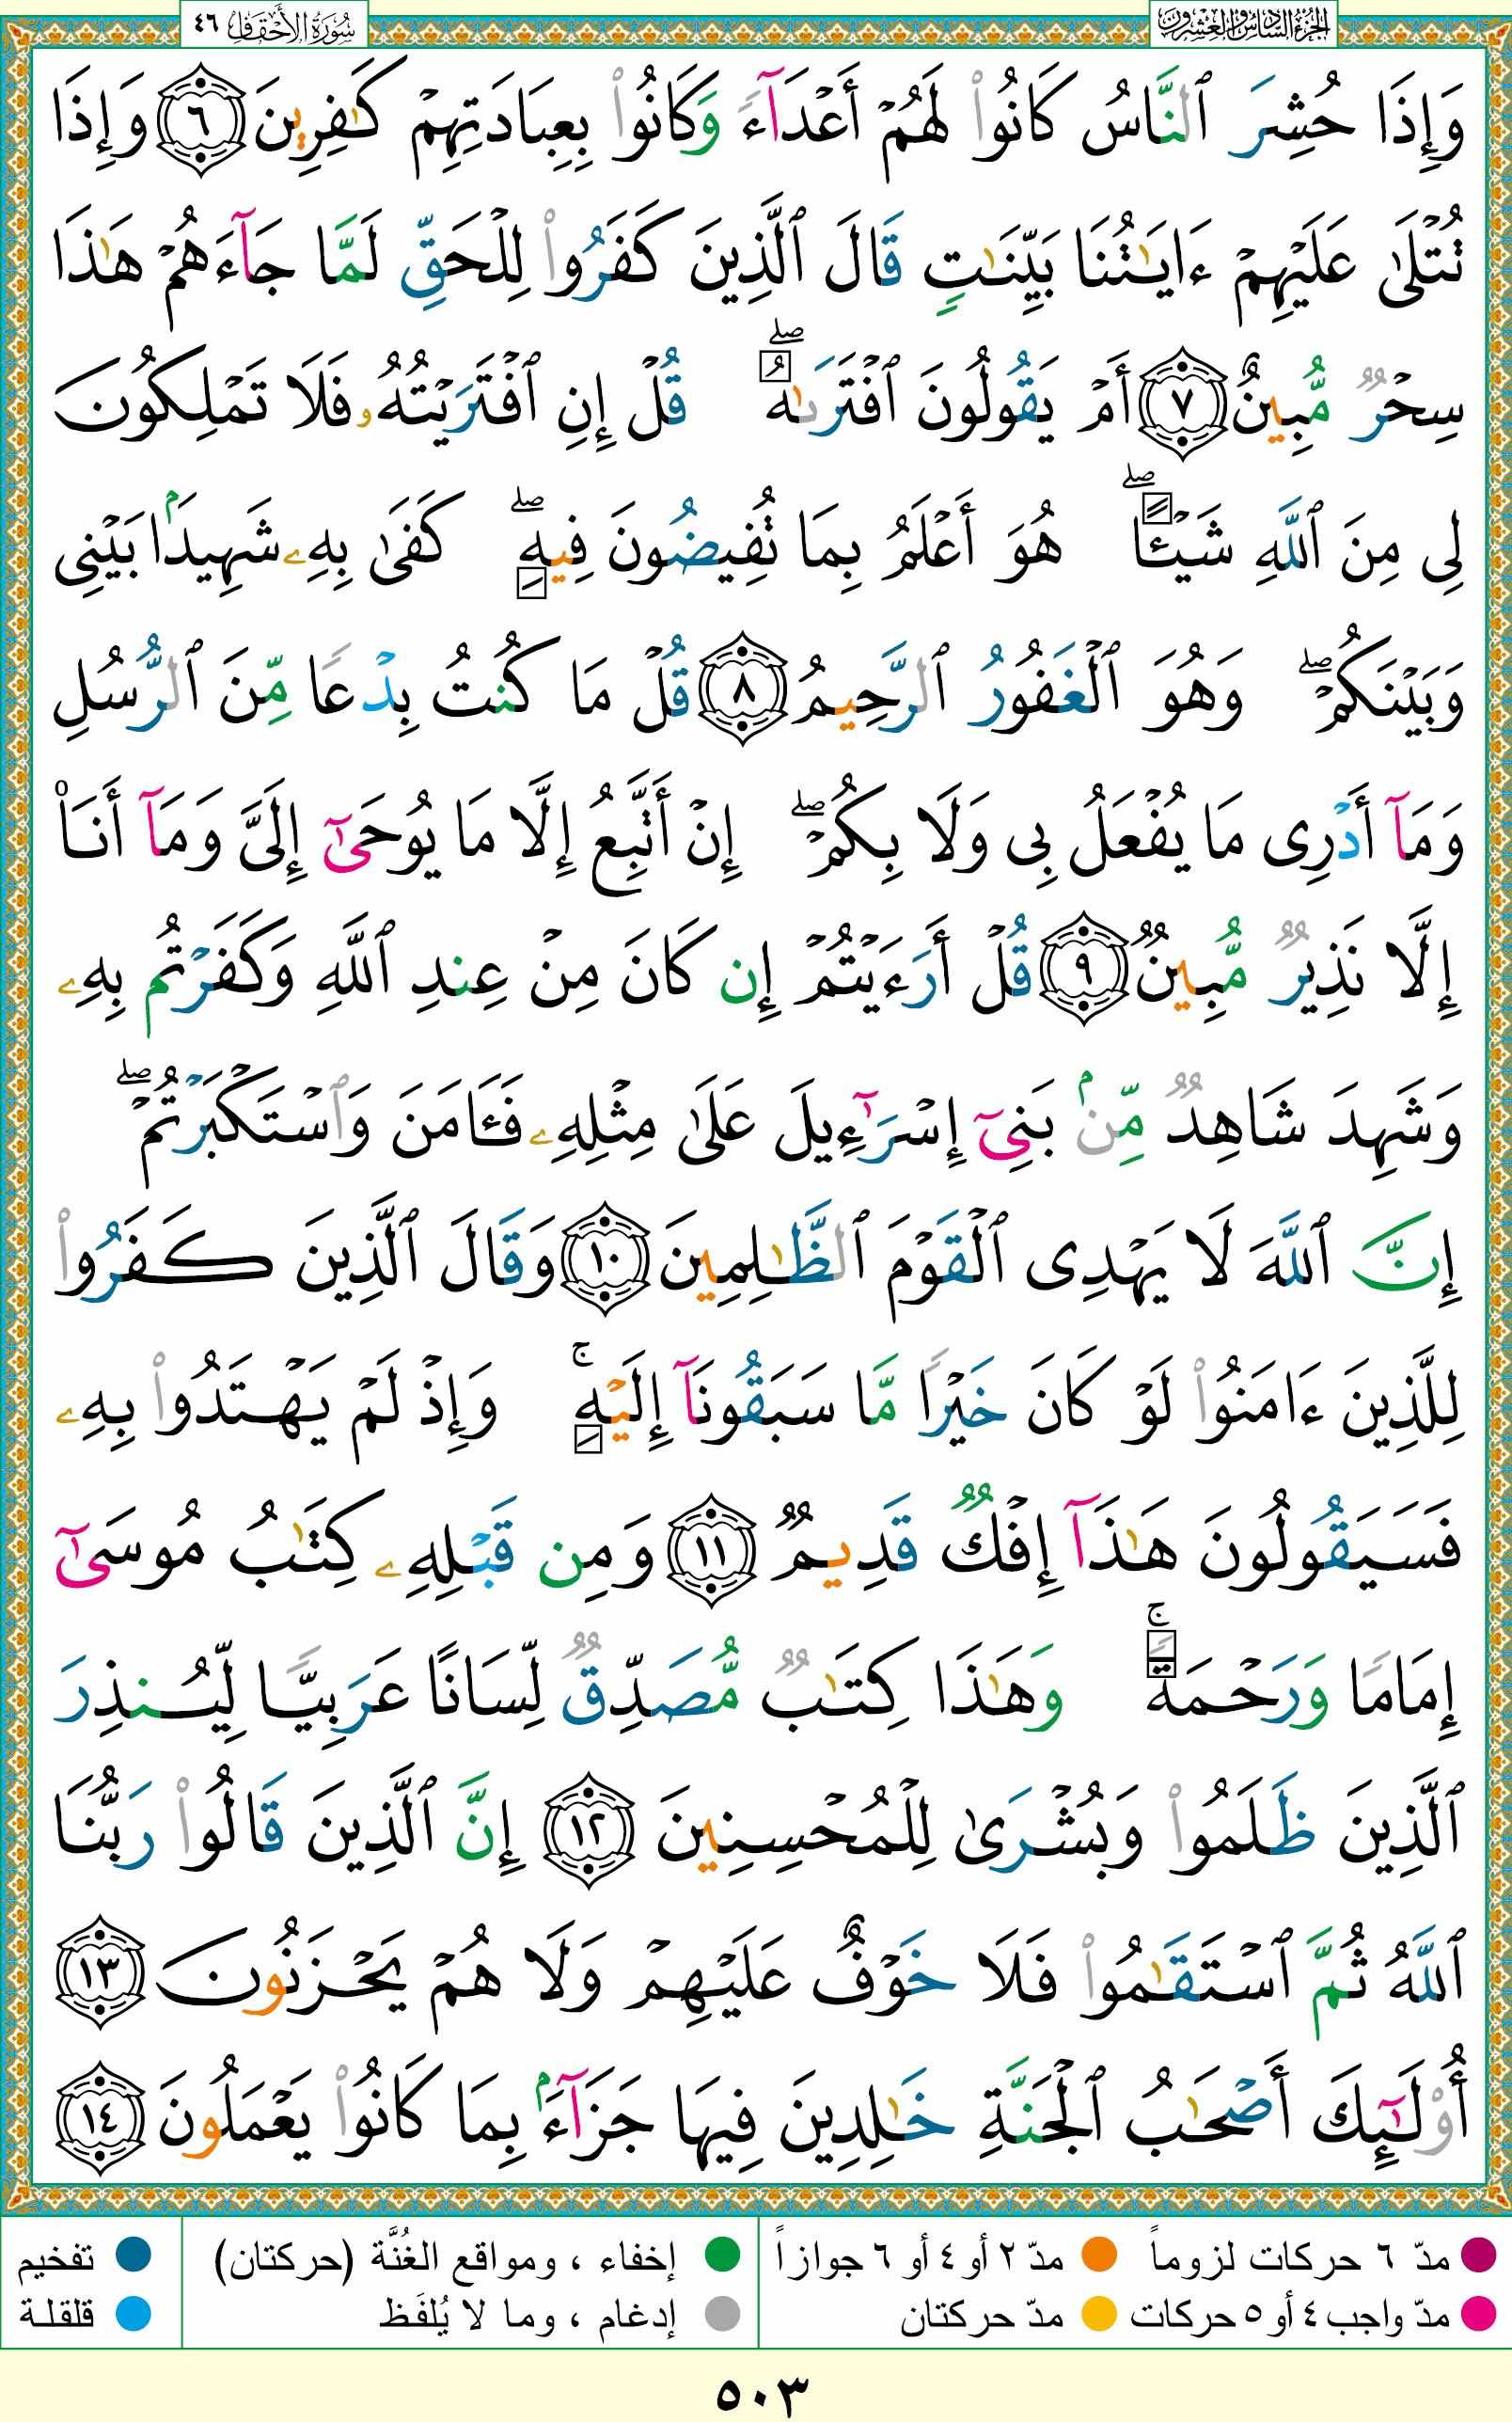 الجزء السادس والعشرون
سورة الأحقاف ٤٦
وَإِذَا حُشِرَ ٱلنَّاسُ كَانُوا۟ لَهُمْ أَعْدَآءً وَكَانُوا۟ بِعِبَادَتِهِمْ كَـٰفِرِينَ ٦ وَإِذَا
تُتْلَىٰ عَلَيْهِمْ ءَايَـٰتُنَا بَيِّنَـٰتٍ قَالَ ٱلَّذِينَ كَفَرُوا۟ لِلْحَقِّ لَمَّا جَآءَهُمْ هَـٰذَا
سِحْرٌ مُّبِينٌ ٧ أَمْ يَقُولُونَ ٱفْتَرَىٰهُ ۖ قُلْ إِنِ ٱفْتَرَيْتُهُۥ فَلَا تَمْلِكُونَ
لِى مِنَ ٱللَّهِ شَيْـًٔا ۖ هُوَ أَعْلَمُ بِمَا تُفِيضُونَ فِيهِ ۖ كَفَىٰ بِهِۦ شَهِيدًۢا بَيْنِى
وَبَيْنَكُمْ ۖ وَهُوَ ٱلْغَفُورُ ٱلرَّحِيمُ ٨ قُلْ مَا كُنتُ بِدْعًا مِّنَ ٱلرُّسُلِ
وَمَآ أَدْرِى مَا يُفْعَلُ بِى وَلَا بِكُمْ ۖ إِنْ أَتَّبِعُ إِلَّا مَا يُوحَىٰٓ إِلَىَّ وَمَآ أَنَا۠
إِلَّا نَذِيرٌ مُّبِينٌ ٩ قُلْ أَرَءَيْتُمْ إِن كَانَ مِنْ عِندِ ٱللَّهِ وَكَفَرْتُم بِهِۦ
وَشَهِدَ شَاهِدٌ مِّنۢ بَنِىٓ إِسْرَٰٓءِيلَ عَلَىٰ مِثْلِهِۦ فَـَٔامَنَ وَٱسْتَكْبَرْتُمْ ۖ
إِنَّ ٱللَّهَ لَا يَهْدِى ٱلْقَوْمَ ٱلظَّـٰلِمِينَ ١٠ وَقَالَ ٱلَّذِينَ كَفَرُوا۟
لِلَّذِينَ ءَامَنُوا۟ لَوْ كَانَ خَيْرًا مَّا سَبَقُونَآ إِلَيْهِ ۚ وَإِذْ لَمْ يَهْتَدُوا۟ بِهِۦ
فَسَيَقُولُونَ هَـٰذَآ إِفْكٌ قَدِيمٌ ١١ وَمِن قَبْلِهِۦ كِتَـٰبُ مُوسَىٰٓ
إِمَامًا وَرَحْمَةً ۚ وَهَـٰذَا كِتَـٰبٌ مُّصَدِّقٌ لِّسَانًا عَرَبِيًّا لِّيُنذِرَ
ٱلَّذِينَ ظَلَمُوا۟ وَبُشْرَىٰ لِلْمُحْسِنِينَ ١٢ إِنَّ ٱلَّذِينَ قَالُوا۟ رَبُّنَا
ٱللَّهُ ثُمَّ ٱسْتَقَـٰمُوا۟ فَلَا خَوْفٌ عَلَيْهِمْ وَلَا هُمْ يَحْزَنُونَ ١٣
أُو۟لَـٰٓئِكَ أَصْحَـٰبُ ٱلْجَنَّةِ خَـٰلِدِينَ فِيهَا جَزَآءًۢ بِمَا كَانُوا۟ يَعْمَلُونَ ١٤
مدّ ٦ حركات لزوماً مدّ ٢ أو ٤ أو ٦ جوازاً إخفاء ، ومواقع الغُنَّة (حركتان) تفخيم
مدّ واجب ٤ أو ٥ حركات مدّ حركتان إدغام ، وما لا يُلفَظ قلقلة
٥٠٣